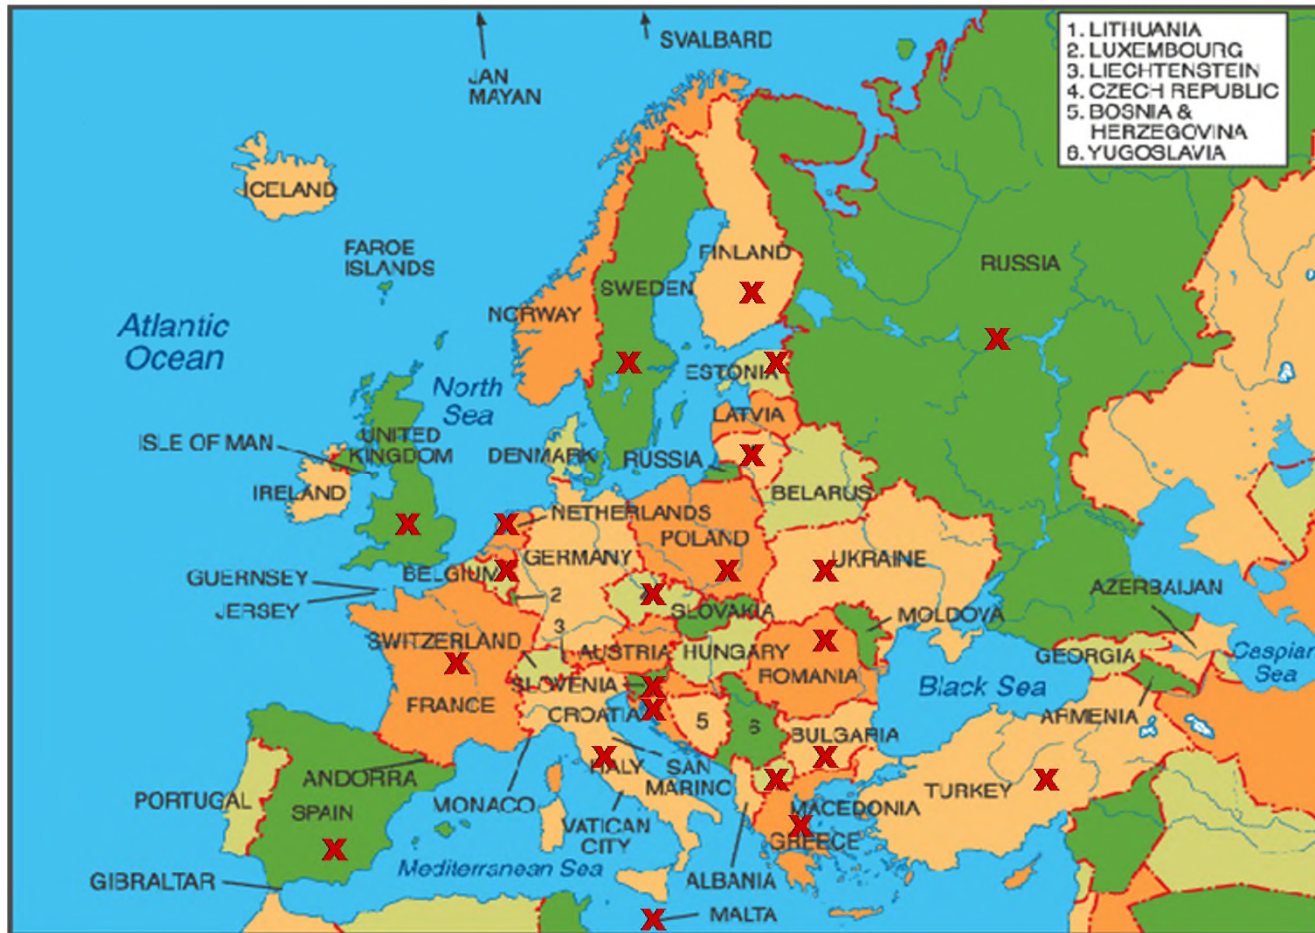 SVALBARD
JAN
MAYAN
1. LITHUANIA
2. LUXEMBOURG
3. LIECHTENSTEIN
4. CZECH REPUBLIC
5. BOSNIA &
HERZEGOVINA
6. YUGOSLAVIA
ICELAND
FAROE
ISLANDS
FINLAND
RUSSIA
SWEDEN
X
NORWAY
Atlantic
Ocean
X
X
X
ESTONIA
North
Sea
LATVIA
ISLE OF MAN
UNITED
KINGDOM
DENMARK
RUSSIA
X
IRELAND
BELARUS
X
X
NETHERLANDS
GERMANY
POLAND
UKRAINE
X
X
BELGIUM
X
GUERNSEY
JERSEY
2
X
SLOVAKIA
AZERBAIJAN
MOLDOVA
3
SWITZERLAND
X
AUSTRIA
HUNGARY
X
ROMANIA
GEORGIA
Caspian
Sea
SLOVENIA
X
Black Sea
FRANCE
CROATIA
X
5
6
BULGARIA
ARMENIA
X
ITALY
X
SAN
MARINO
X
ANDORRA
TURKEY
X
PORTUGAL
SPAIN
MONACO
MACEDONIA
X
GREECE
VATICAN
CITY
X
Mediterranean Sea
GIBRALTAR
ALBANIA
X
MALTA